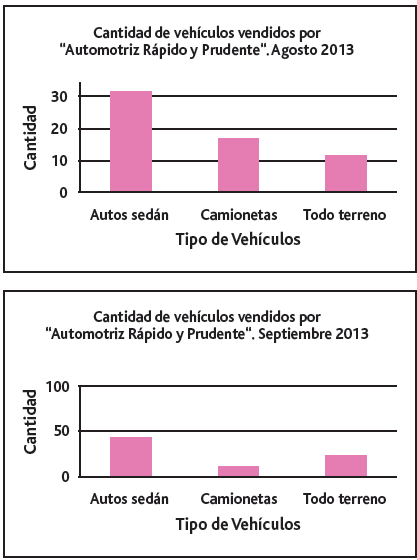 Cantidad de vehículos vendidos por
“Automotriz Rápido y Prudente“. Agosto 2013
Cantidad
30
20
10
0
Autos sedán Camionetas Todo terreno
Tipo de Vehículos
Cantidad de vehículos vendidos por
“Automotriz Rápido y Prudente“. Septiembre 2013
Cantidad
100
50
0
Autos sedán Camionetas Todo terreno
Tipo de Vehículos